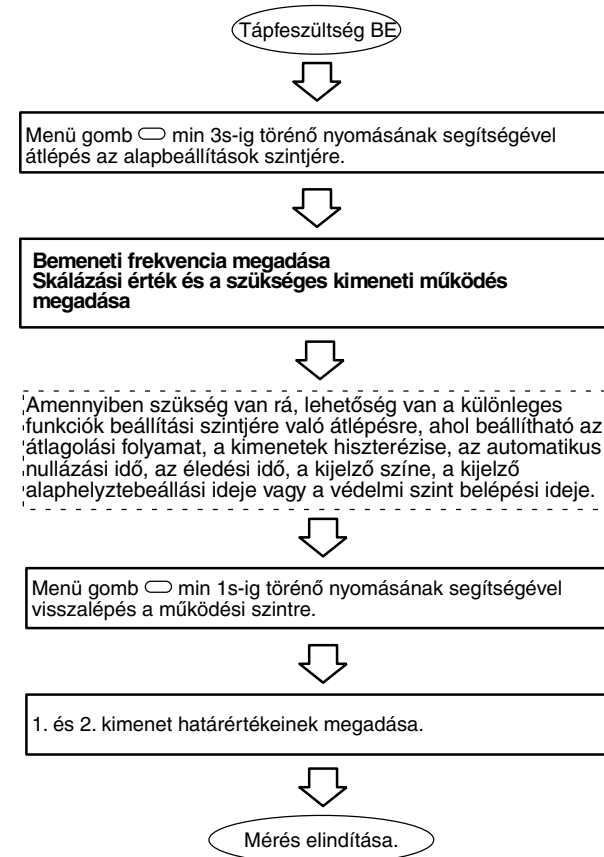 Tápfeszültség BE
Menü gomb min 3s-ig törénő nyomásának segítségével
átlépés az alapbeállítások szintjére.
Bemeneti frekvencia megadása
Skálázási érték és a szükséges kimeneti működés
megadása
Amennyiben szükség van rá, lehetőség van a különleges
funkciók beállítási szintjére való átlépésre, ahol beállítható az
átlagolási folyamat, a kimenetek hiszterézise, az automatikus
nullázási idő, az éledési idő, a kijelző színe, a kijelző
alaphelyztebeállási ideje vagy a védelmi szint belépési ideje.
Menü gomb min 1s-ig törénő nyomásának segítségével
visszalépés a működési szintre.
1. és 2. kimenet határértékeinek megadása.
Mérés elindítása.